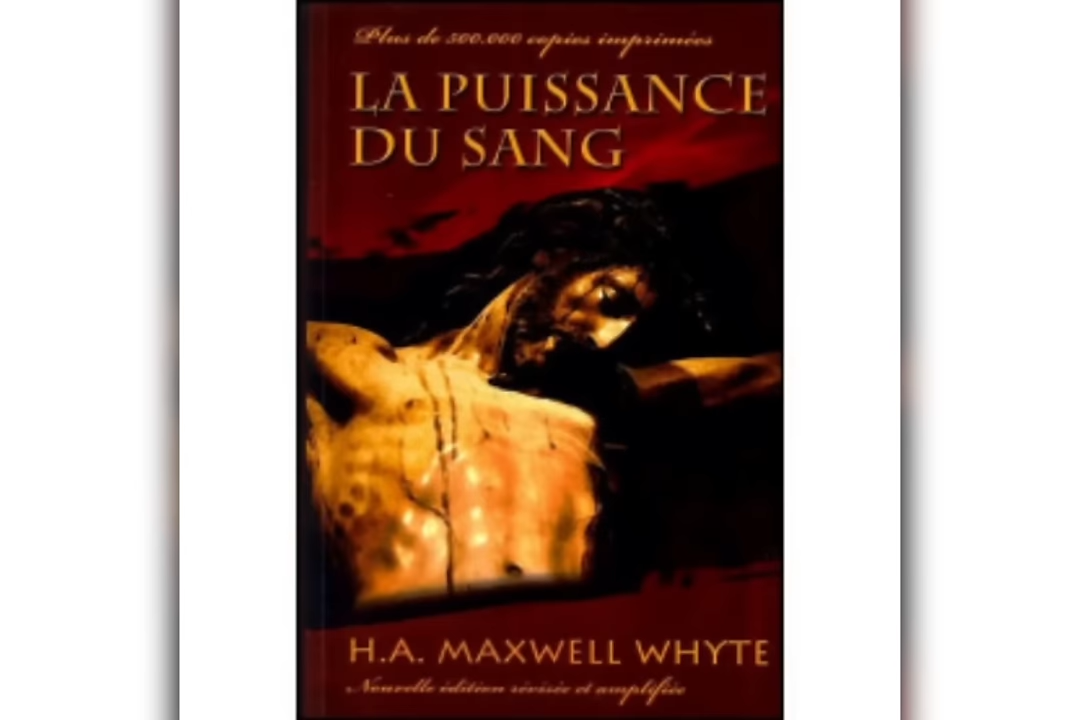 Plus de 500.000 copies imprimées
LA PUISSANCE
DU SANG
H.A. MAXWELL WHYTE
Nouvelle édition révisée et amplifiée